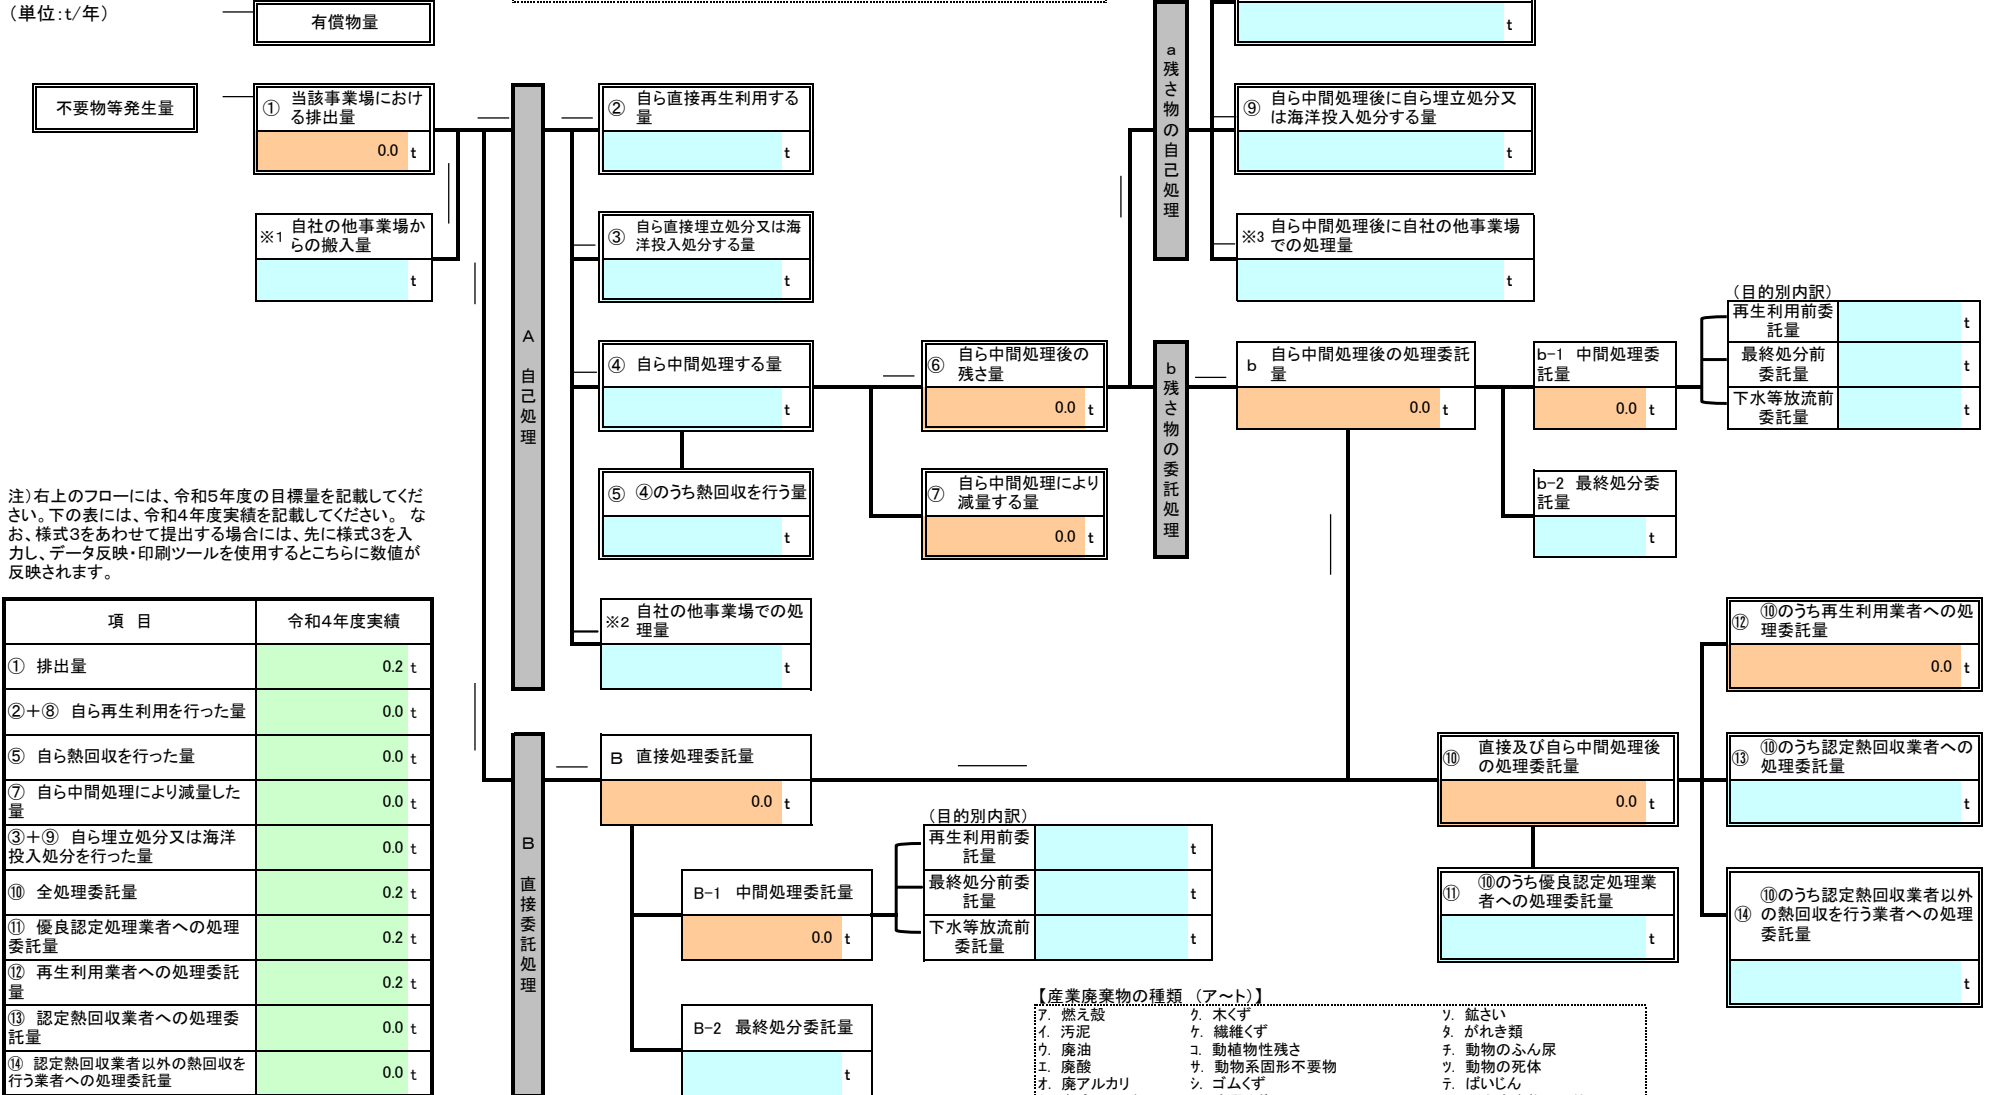 （単位:t/年）
有償物量
t
不要物等発生量
① 当該事業場におけ
る排出量
0.0 t
※1 自社の他事業場か
らの搬入量
t
A 自己処理
② 自ら直接再生利用する
量
t
③ 自ら直接埋立処分又は海
洋投入処分する量
t
④ 自ら中間処理する量
t
⑤ ④のうち熱回収を行う量
t
※2 自社の他事業場での処
理量
t
⑥ 自ら中間処理後の
残さ量
0.0 t
⑦ 自ら中間処理により
減量する量
0.0 t
a残さ物の自己処理
⑨ 自ら中間処理後に自ら埋立処分又
は海洋投入処分する量
t
※3 自ら中間処理後に自社の他事業場
での処理量
t
b残さ物の委託処理
b 自ら中間処理後の処理委託
量
0.0 t
b-1 中間処理委
託量
0.0 t
（目的別内訳）
再生利用前委
託量
t
最終処分前
委託量
t
下水等放流前
委託量
t
b-2 最終処分委
託量
t
注）右上のフローには、令和5年度の目標量を記載してくだ
さい。下の表には、令和4年度実績を記載してください。 な
お、様式3をあわせて提出する場合には、先に様式3を入
力し、データ反映・印刷ツールを使用するとこちらに数値が
反映されます。
項 目 令和4年度実績
① 排出量 0.2 t
②+⑧ 自ら再生利用を行った量 0.0 t
⑤ 自ら熱回収を行った量 0.0 t
⑦ 自ら中間処理により減量した
量 0.0 t
③+⑨ 自ら埋立処分又は海洋
投入処分を行った量 0.0 t
⑩ 全処理委託量 0.2 t
⑪ 優良認定処理業者への処理
委託量 0.2 t
⑫ 再生利用業者への処理委託
量 0.2 t
⑬ 認定熱回収業者への処理委
託量 0.0 t
⑭ 認定熱回収業者以外の熱回収を
行う業者への処理委託量 0.0 t
B 直接委託処理
B 直接処理委託量
0.0 t
B-1 中間処理委託量
0.0 t
（目的別内訳）
再生利用前委
託量
t
最終処分前委
託量
t
下水等放流前
委託量
t
B-2 最終処分委託量
t
⑩ 直接及び自ら中間処理後
の処理委託量
0.0 t
⑪ ⑩のうち優良認定処理業
者への処理委託量
t
⑫ ⑩のうち再生利用業者への処
理委託量
0.0 t
⑬ ⑩のうち認定熱回収業者への
処理委託量
t
⑭ ⑩のうち認定熱回収業者以外
の熱回収を行う業者への処理
委託量
t
【産業廃棄物の種類 （ア～ト）】
ア. 燃え殻 ク. 木くず ソ. 鉱さい
イ. 汚泥 ケ. 繊維くず タ. がれき類
ウ. 廃油 コ. 動植物性残さ チ. 動物のふん尿
エ. 廃酸 サ. 動物系固形不要物 ツ. 動物の死体
オ. 廃アルカリ シ. ゴムくず テ. ばいじん